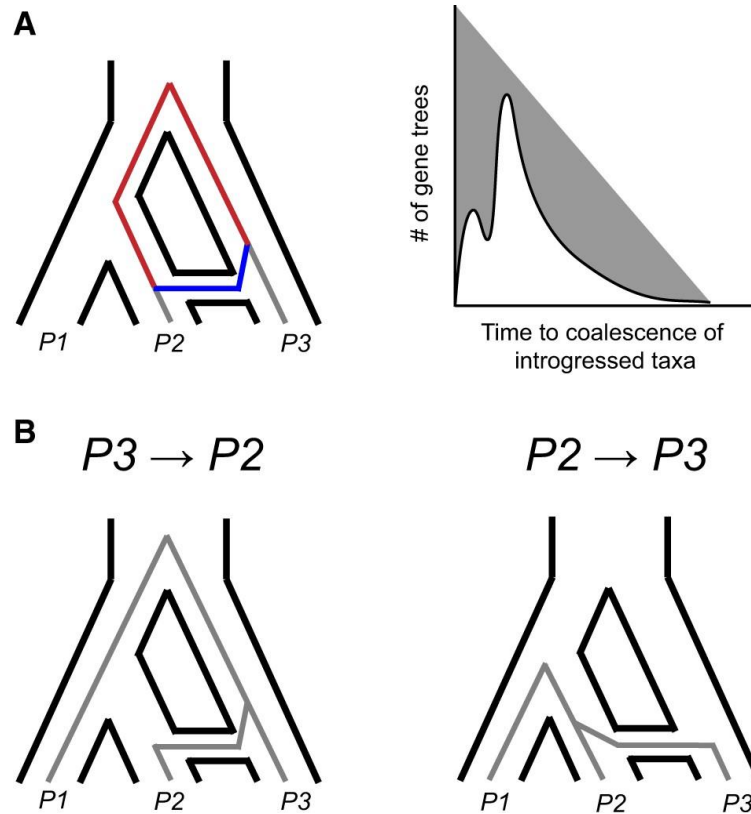 A
# of gene trees
Time to coalescence of
introgressed taxa
P1
P2
P3
B
P3 → P2
P2 → P3
P1
P2
P3
P1
P2
P3